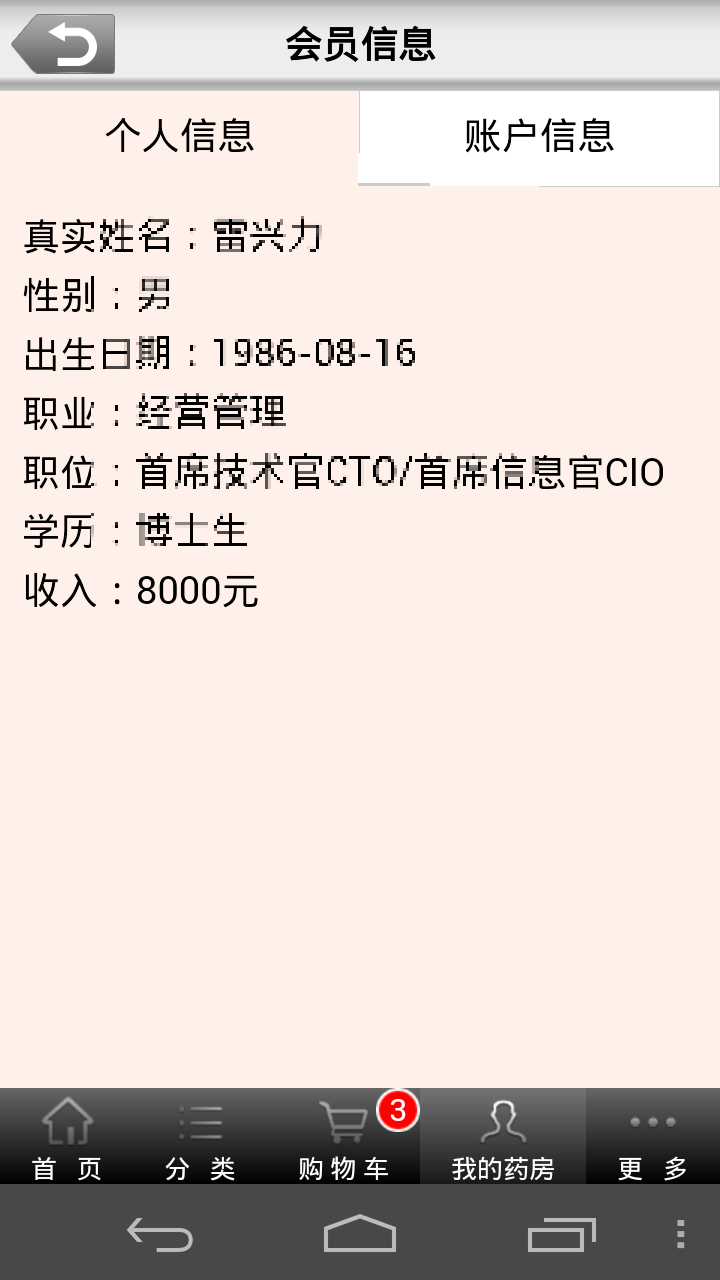 会员信息
个人信息 账户信息
真实姓名：雷兴力
性别：男
出生日期：1986-08-16
职业：经营管理
职位：首席技术官CTO/首席信息官CIO
学历：博士生
收入：8000元
3
首页 分类 购物车 我的药房 更多